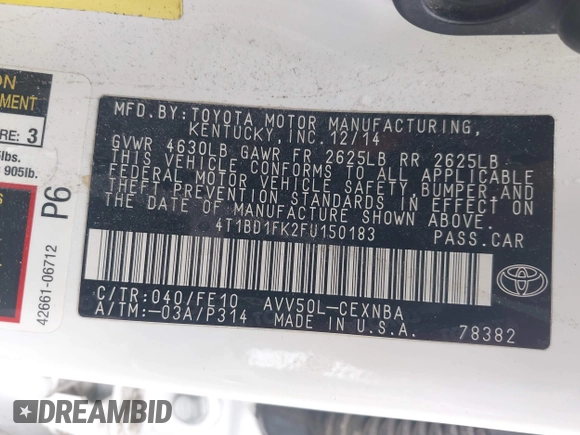 ON
EMENT
RE: 3
5lbs.
905lb.
P6
42661-06712
MFD.BY:TOYOTA MOTOR MANUFACTURING,
KENTUCKY,INC.12/14
GVWR 4630LB GAWR FR 2625LB RR 2625LB
THIS VEHICLE CONFORMS TO ALL APPLICABLE
FEDERAL MOTOR VEHICLE SAFETY,BUMPER,AND
THEFT PREVENTION STANDARDS IN EFFECT ON
THE DATE OF MANUFACTURE SHOWN ABOVE.
4T1BD1FK2FU150183 PASS.CAR
C/TR:040/FE10 AVV50L-CEXNBA
A/TM:-03A/P314 MADE IN U.S.A. 78382
DREAMBID